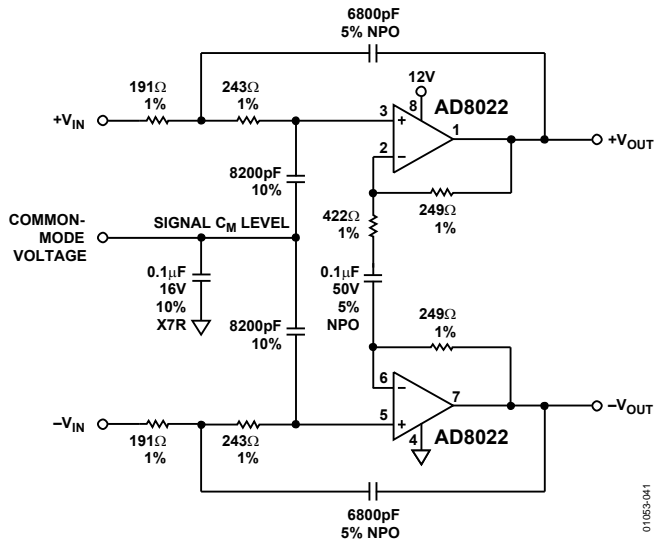 6800pF
5% NPO
191Ω
1%
243Ω
1%
12V
8
AD8022
+VIN
3
+
1
+VOUT
2
–
8200pF
10%
249Ω
1%
COMMON-
MODE
VOLTAGE
SIGNAL CM LEVEL
422Ω
1%
0.1μF
16V
10%
X7R
8200pF
10%
0.1μF
50V
5%
NPO
249Ω
1%
6
–
7
–VOUT
–VIN
5
+
4
AD8022
191Ω
1%
243Ω
1%
6800pF
5% NPO
01053-041